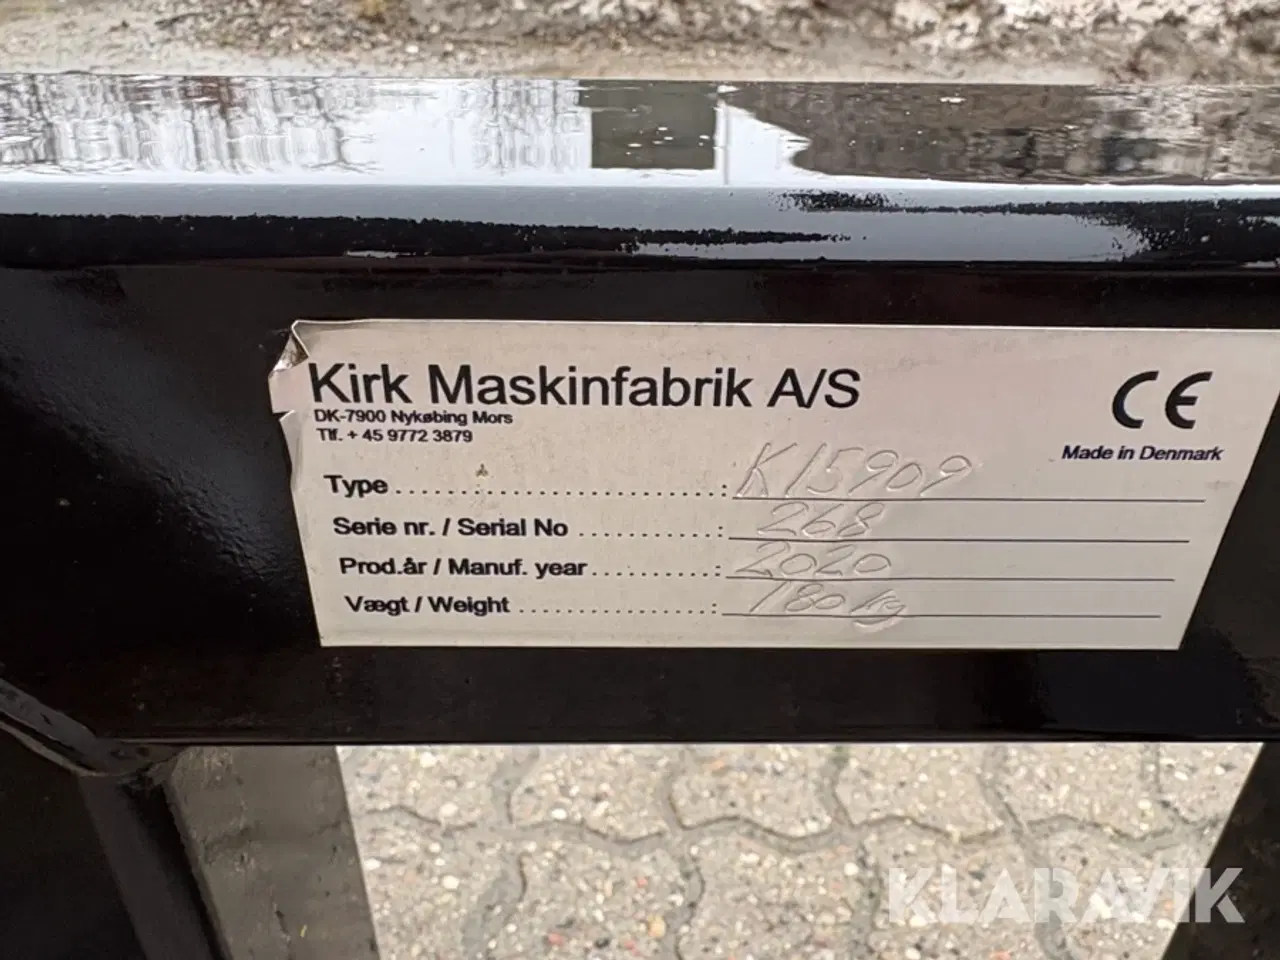 Kirk Maskinfabrik A/S
DK-7900 Nykøbing Mors
Tlf. + 45 9772 3879
CE
Made in Denmark
Type..........................: K15909
Serie nr. / Serial No ..............: 268
Prod.år / Manuf. year............: 2020
Vægt / Weight ...................: 180 kg
KLARAVIK